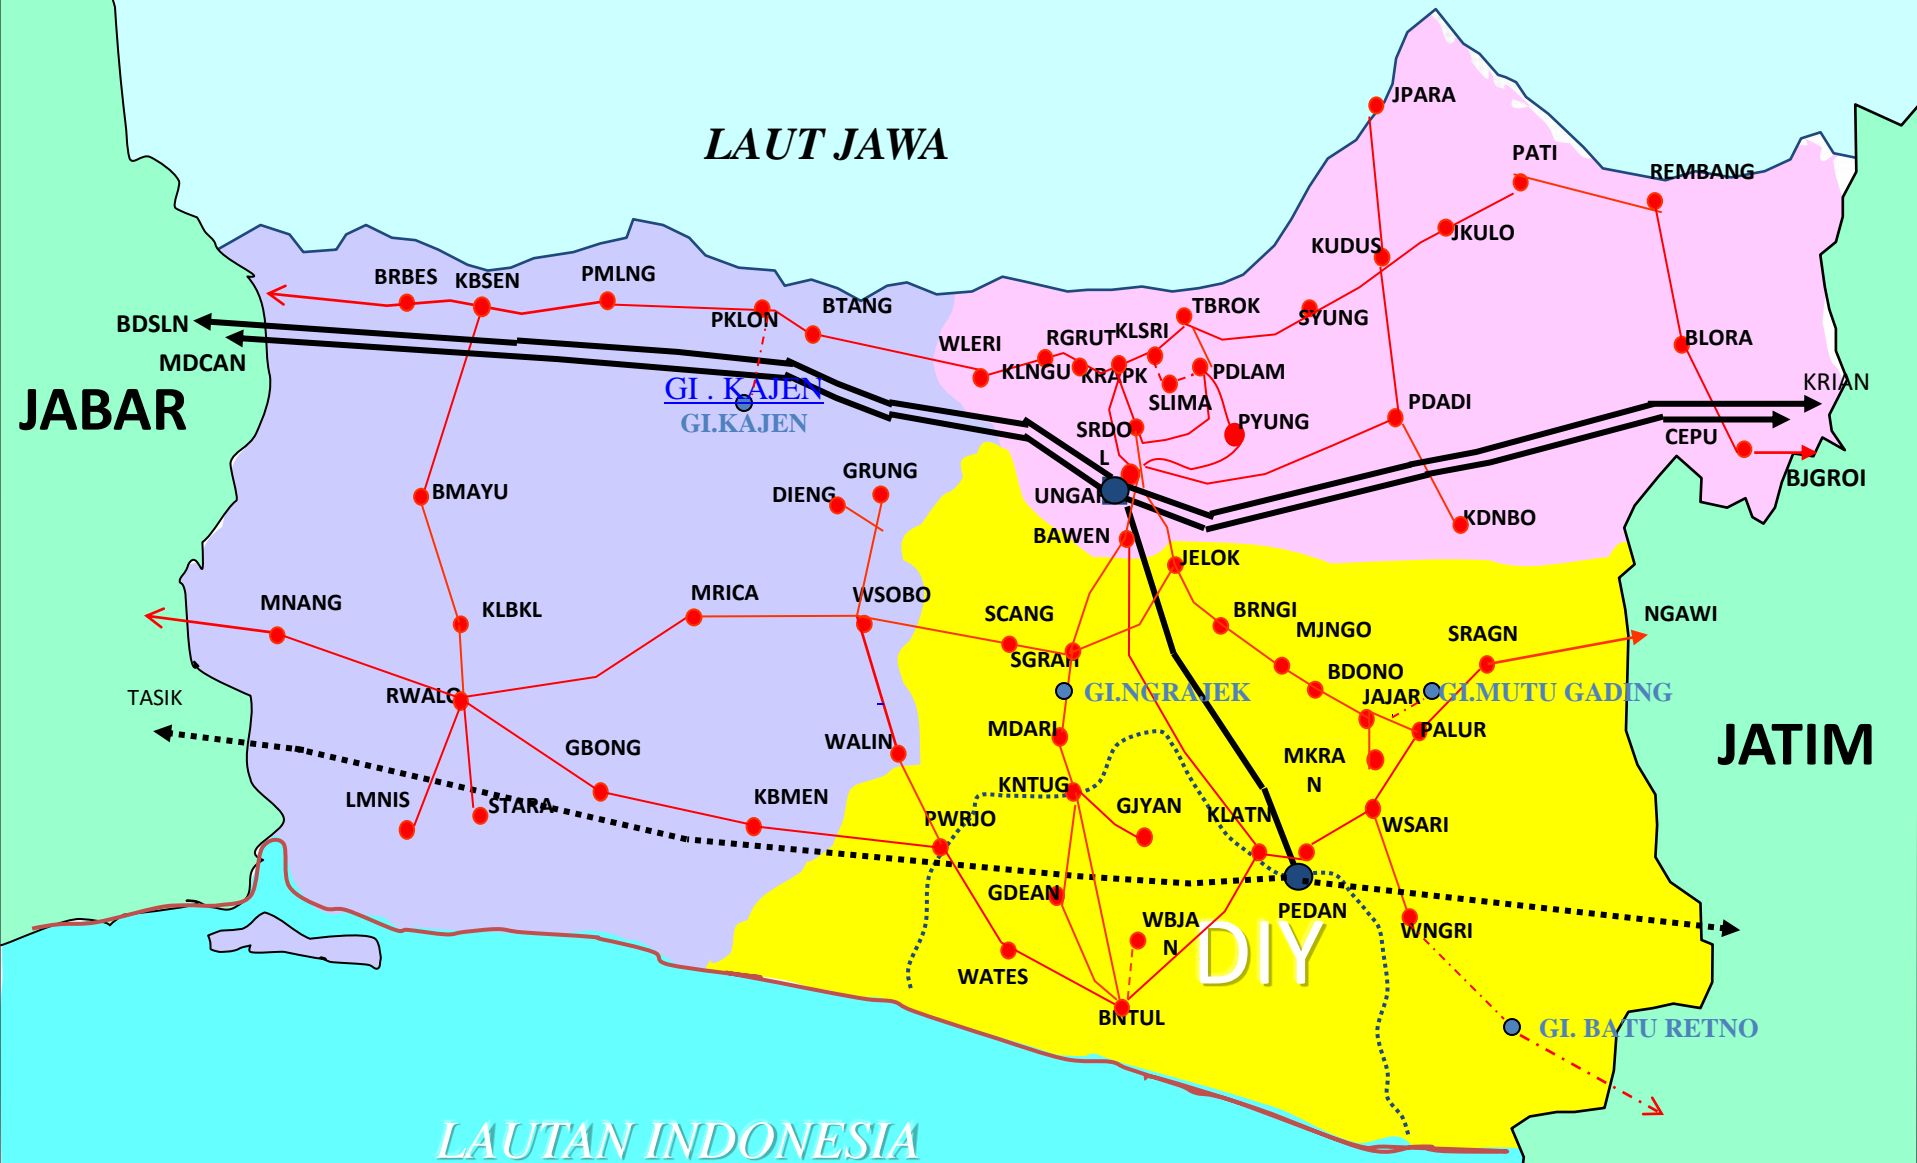 JPARA
LAUT JAWA
PATI
REMBANG
JKULO
KUDUS
BRBES
KBSEN
PMLNG
BTANG
PKLON
TBROK
SYUNG
BDSLN
MDCAN
WLERI
RGRUT
KLSRI
KLNGU
KRAPK
PDLAM
BLORA
KRIAN
GI . KAJEN
GI.KAJEN
SLIMA
PDADI
JABAR
PYUNG
SRDO
L
CEPU
BJGROI
GRUNG
DIENG
BMAYU
UNGAR
KDNBO
BAWEN
JELOK
MNANG
KLBKL
MRICA
WSOBO
SCANG
BRNGI
MJNGO
SRAGN
NGAWI
SGRAH
BDONO
TASIK
RWALO
GI.NGRAJEK
JAJAR
GI.MUTU GADING
MDARI
PALUR
JATIM
WALIN
GBONG
MKRA
N
KNTUG
LMNIS
STARA
KBMEN
GJYAN
KLATN
PWRJO
WSARI
GDEAN
WBJA
N
PEDAN
WNGRI
DIY
WATES
BNTUL
GI. BATU RETNO
LAUTAN INDONESIA